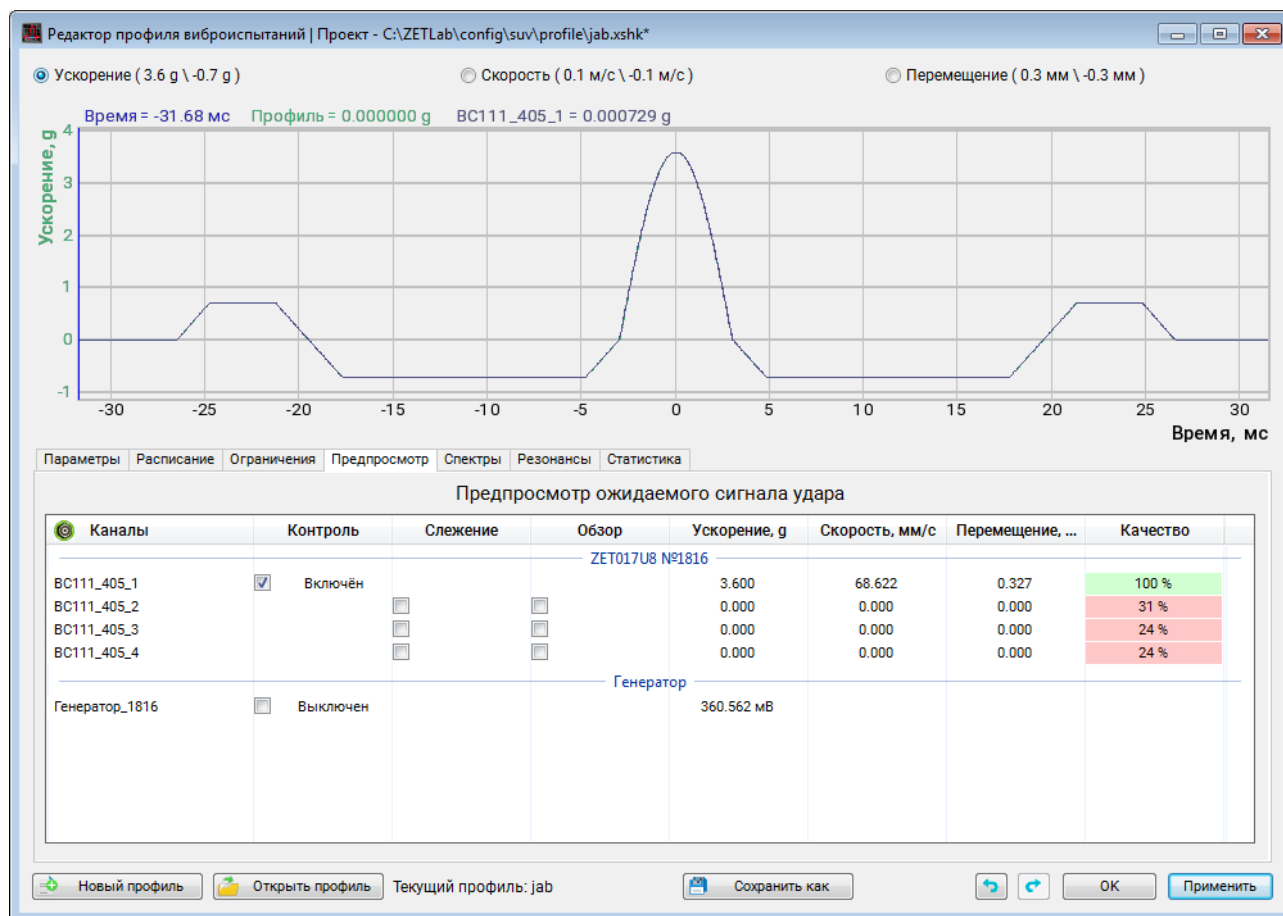 Редактор профиля виброиспытаний | Проект - C:\ZETLab\config\suv\profile\jab.xshk*
Ускорение ( 3.6 g \ -0.7 g ) Скорость ( 0.1 м/с \ -0.1 м/с ) Перемещение ( 0.3 мм \ -0.3 мм )
Время = -31.68 мс Профиль = 0.000000 g BC111_405_1 = 0.000729 g
Ускорение, g
4
3
2
1
0
-1
-30 -25 -20 -15 -10 -5 0 5 10 15 20 25 30
Время, мс
Параметры Расписание Ограничения Предпросмотр Спектры Резонансы Статистика
Предпросмотр ожидаемого сигнала удара
Каналы Контроль Слежение Обзор Ускорение, g Скорость, мм/с Перемещение, ... Качество
ZET017U8 №1816
BC111_405_1 Включён 3.600 68.622 0.327 100 %
BC111_405_2 0.000 0.000 0.000 31 %
BC111_405_3 0.000 0.000 0.000 24 %
BC111_405_4 0.000 0.000 0.000 24 %
Генератор
Генератор_1816 Выключен 360.562 мВ
Новый профиль Открыть профиль Текущий профиль: jab Сохранить как OK Применить